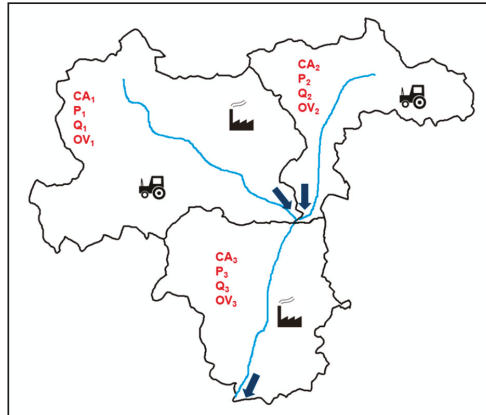 CA₁
P₁
Q₁
OV₁
CA₂
P₂
Q₂
OV₂
CA₃
P₃
Q₃
OV₃